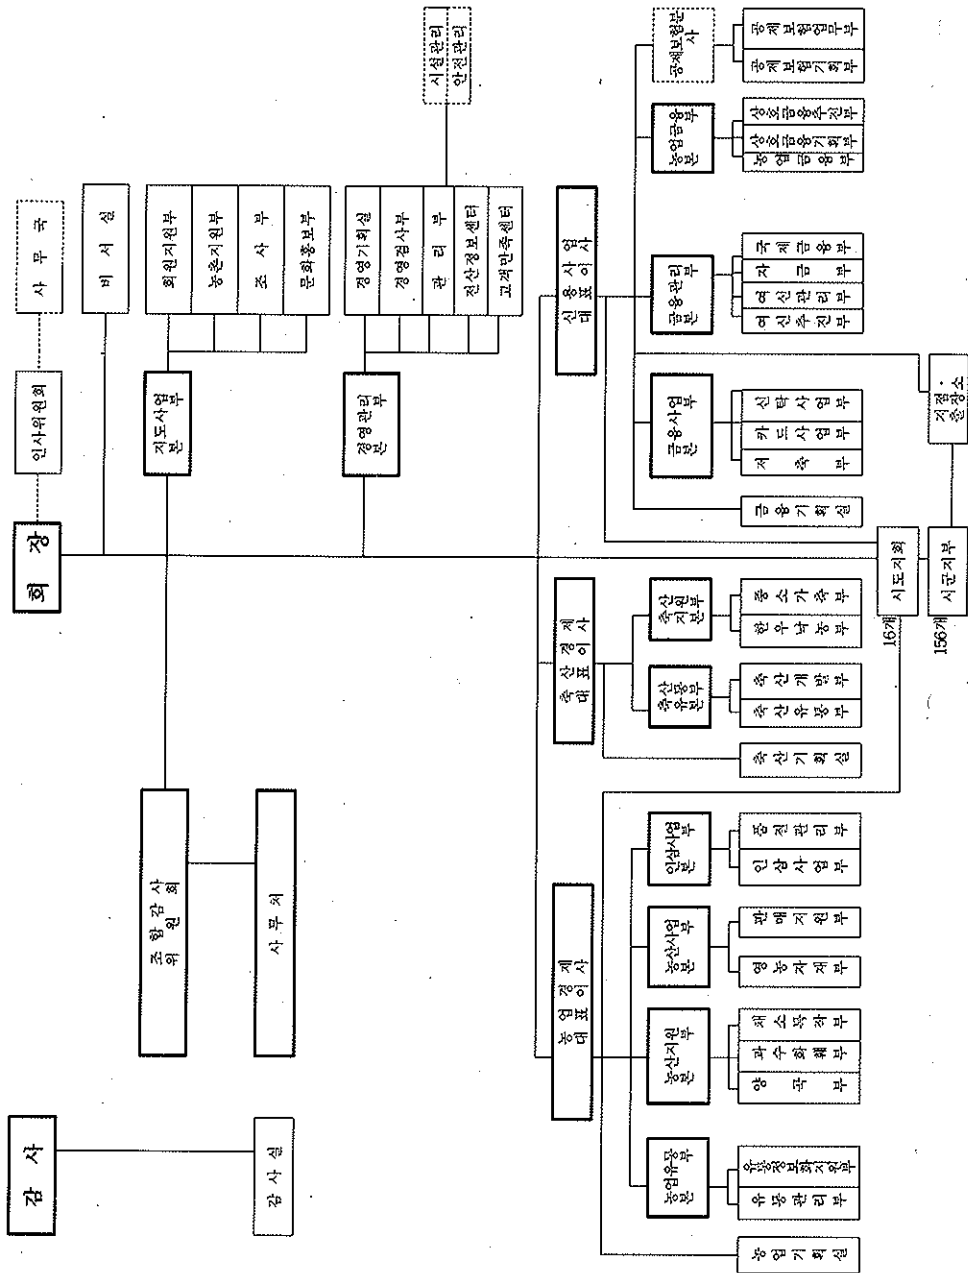 감 사
회 장
인사위원회
사 무 국
비 서 실
조합감사
위 원 회
지도사업부
본
회원지원부
농촌지원부
조 사 부
문화홍보부
감사실
사무처
경영관리부
본
경영기획실
경영검사부
관 리 부
전산정보센터
고객만족센터
시설관리
안전관리
농업경제
대표이사
축산경제
대표이사
신용사업
대표이사
농업유통부
본
농산지원부
본
농산사업부
본
인삼사업부
본
축산유통부
본
축산지원부
본
금융사업부
본
금융관리부
본
농업금융부
본
공제보험본
사
농업기획실
유통관리부
유통정보화지원부
양곡부
과수화훼부
채소특작부
영농자재부
판매지원부
인삼사업부
공전관리부
축산기획실
축산유통부
축산개발부
한우낙농부
중소가축부
금융기획실
저축부
카드사업부
신탁사업부
여신추진부
여신관리부
자금부
국제금융부
농업금융부
상호금융기획부
상호금융추진부
공제보험기획부
공제보험업무부
16개
시도지회
156개
시군지부
지점·
출장소